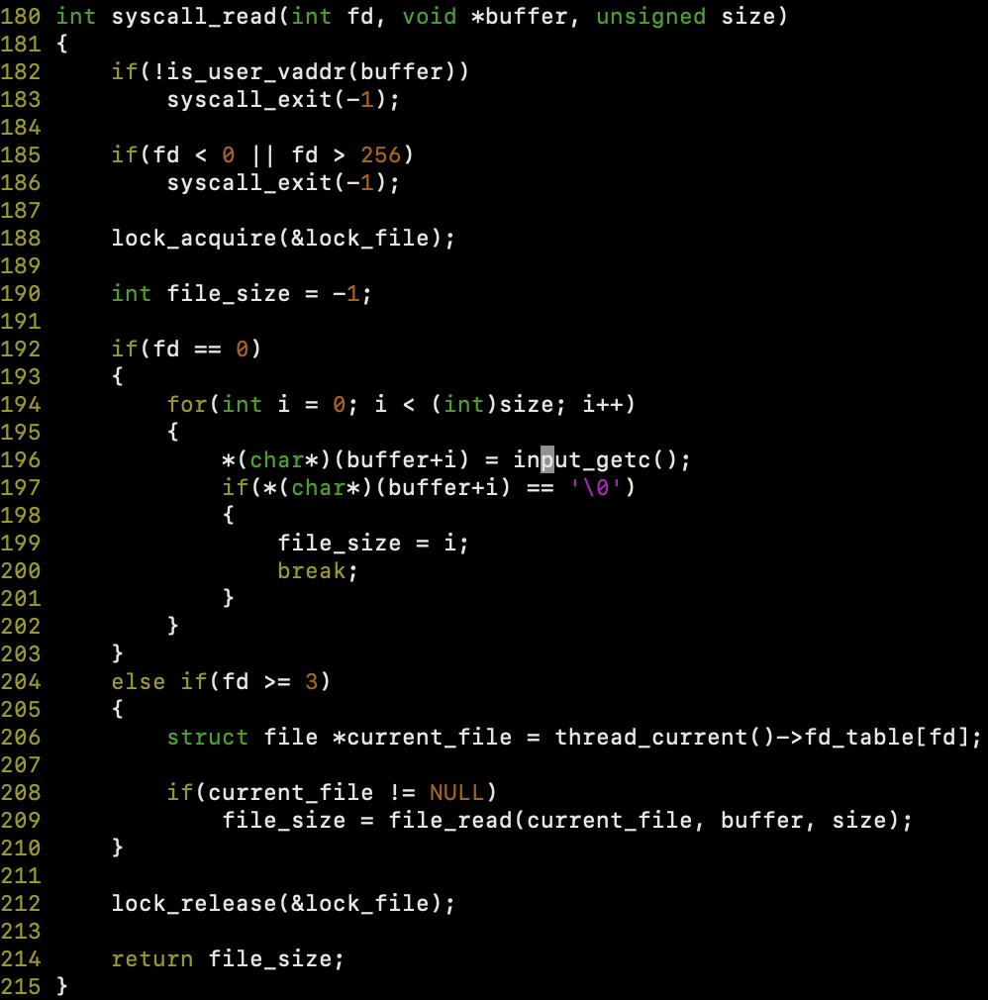 180 int syscall_read(int fd, void *buffer, unsigned size)
181 {
182     if(!is_user_vaddr(buffer))
183         syscall_exit(-1);
184
185     if(fd < 0 || fd > 256)
186         syscall_exit(-1);
187
188     lock_acquire(&lock_file);
189
190     int file_size = -1;
191
192     if(fd == 0)
193     {
194         for(int i = 0; i < (int)size; i++)
195         {
196             *(char*)(buffer+i) = input_getc();
197             if(*(char*)(buffer+i) == '\0')
198             {
199                 file_size = i;
200                 break;
201             }
202         }
203     }
204     else if(fd >= 3)
205     {
206         struct file *current_file = thread_current()->fd_table[fd];
207
208         if(current_file != NULL)
209             file_size = file_read(current_file, buffer, size);
210     }
211
212     lock_release(&lock_file);
213
214     return file_size;
215 }